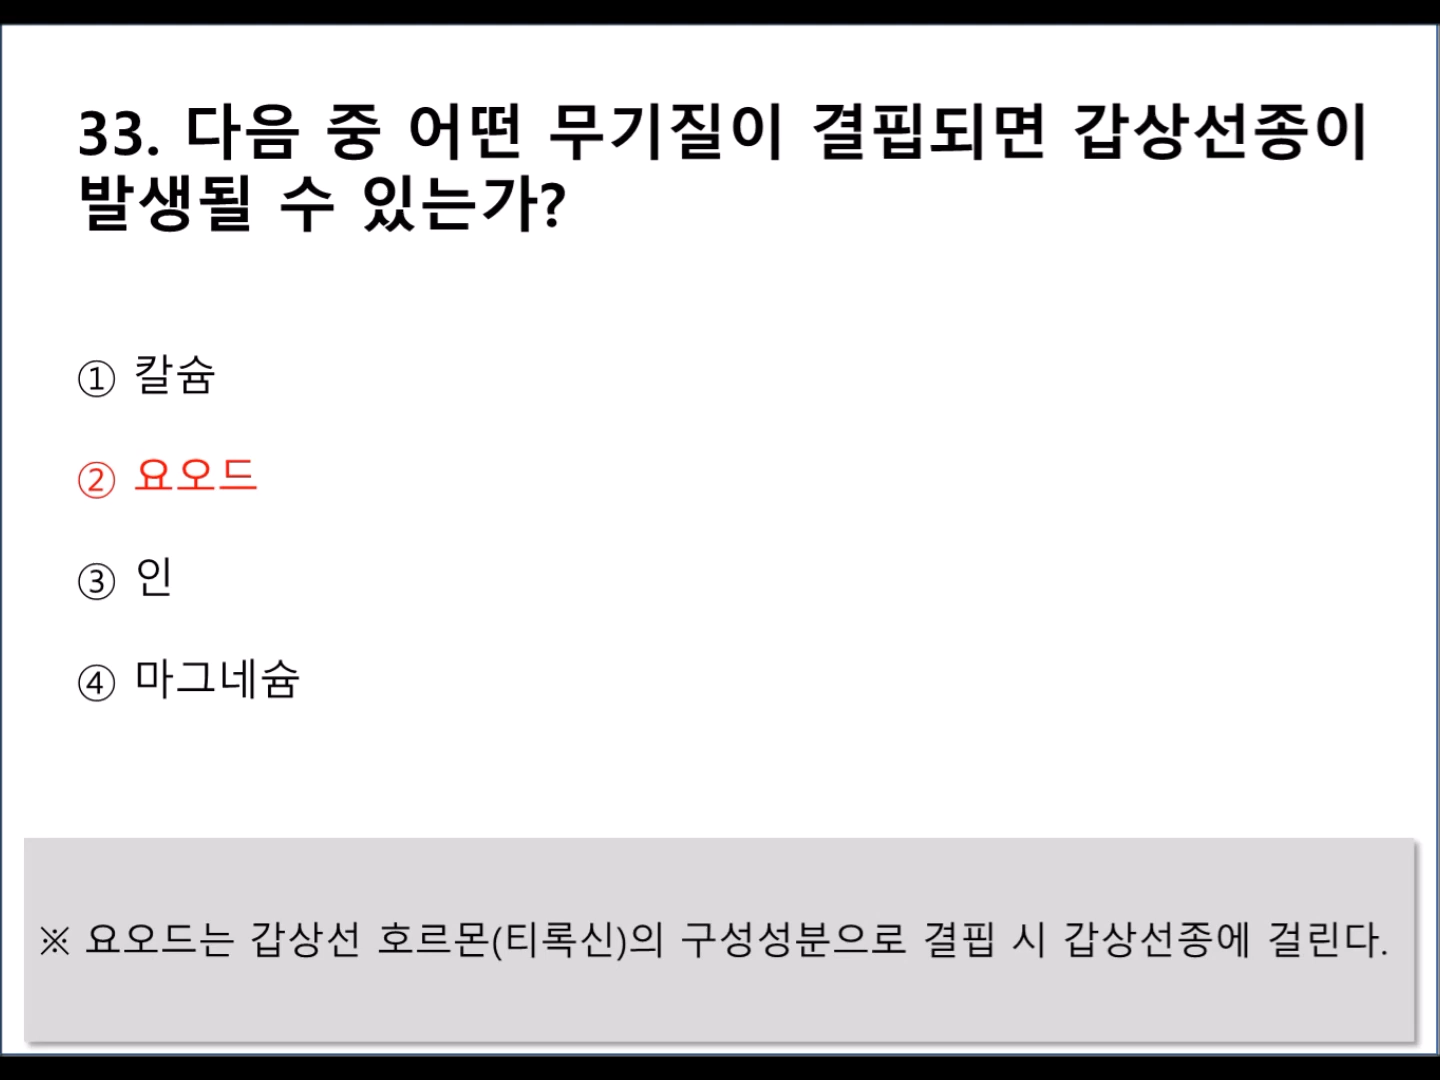 33. 다음 중 어떤 무기질이 결핍되면 갑상선종이
발생될 수 있는가?
① 칼슘
② 요오드
③ 인
④ 마그네슘
※ 요오드는 갑상선 호르몬(티록신)의 구성성분으로 결핍 시 갑상선종에 걸린다.